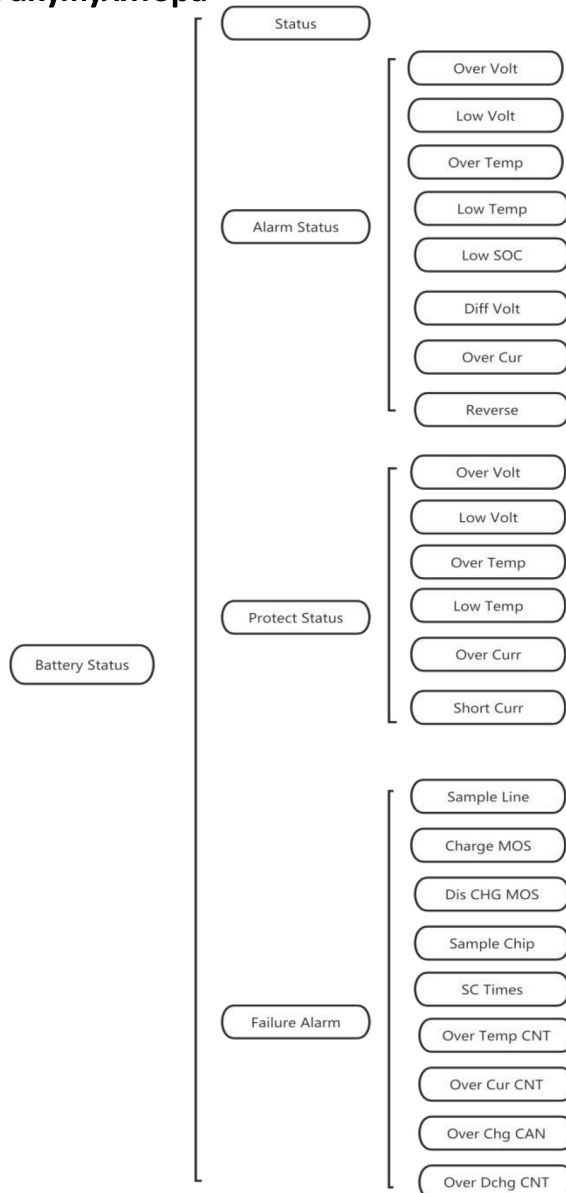 Status
Over Volt
Low Volt
Over Temp
Low Temp
Low SOC
Diff Volt
Over Cur
Reverse
Alarm Status
Over Volt
Low Volt
Over Temp
Low Temp
Over Curr
Short Curr
Protect Status
Battery Status
Sample Line
Charge MOS
Dis CHG MOS
Sample Chip
SC Times
Over Temp CNT
Over Cur CNT
Over Chg CAN
Over Dchg CNT
Failure Alarm